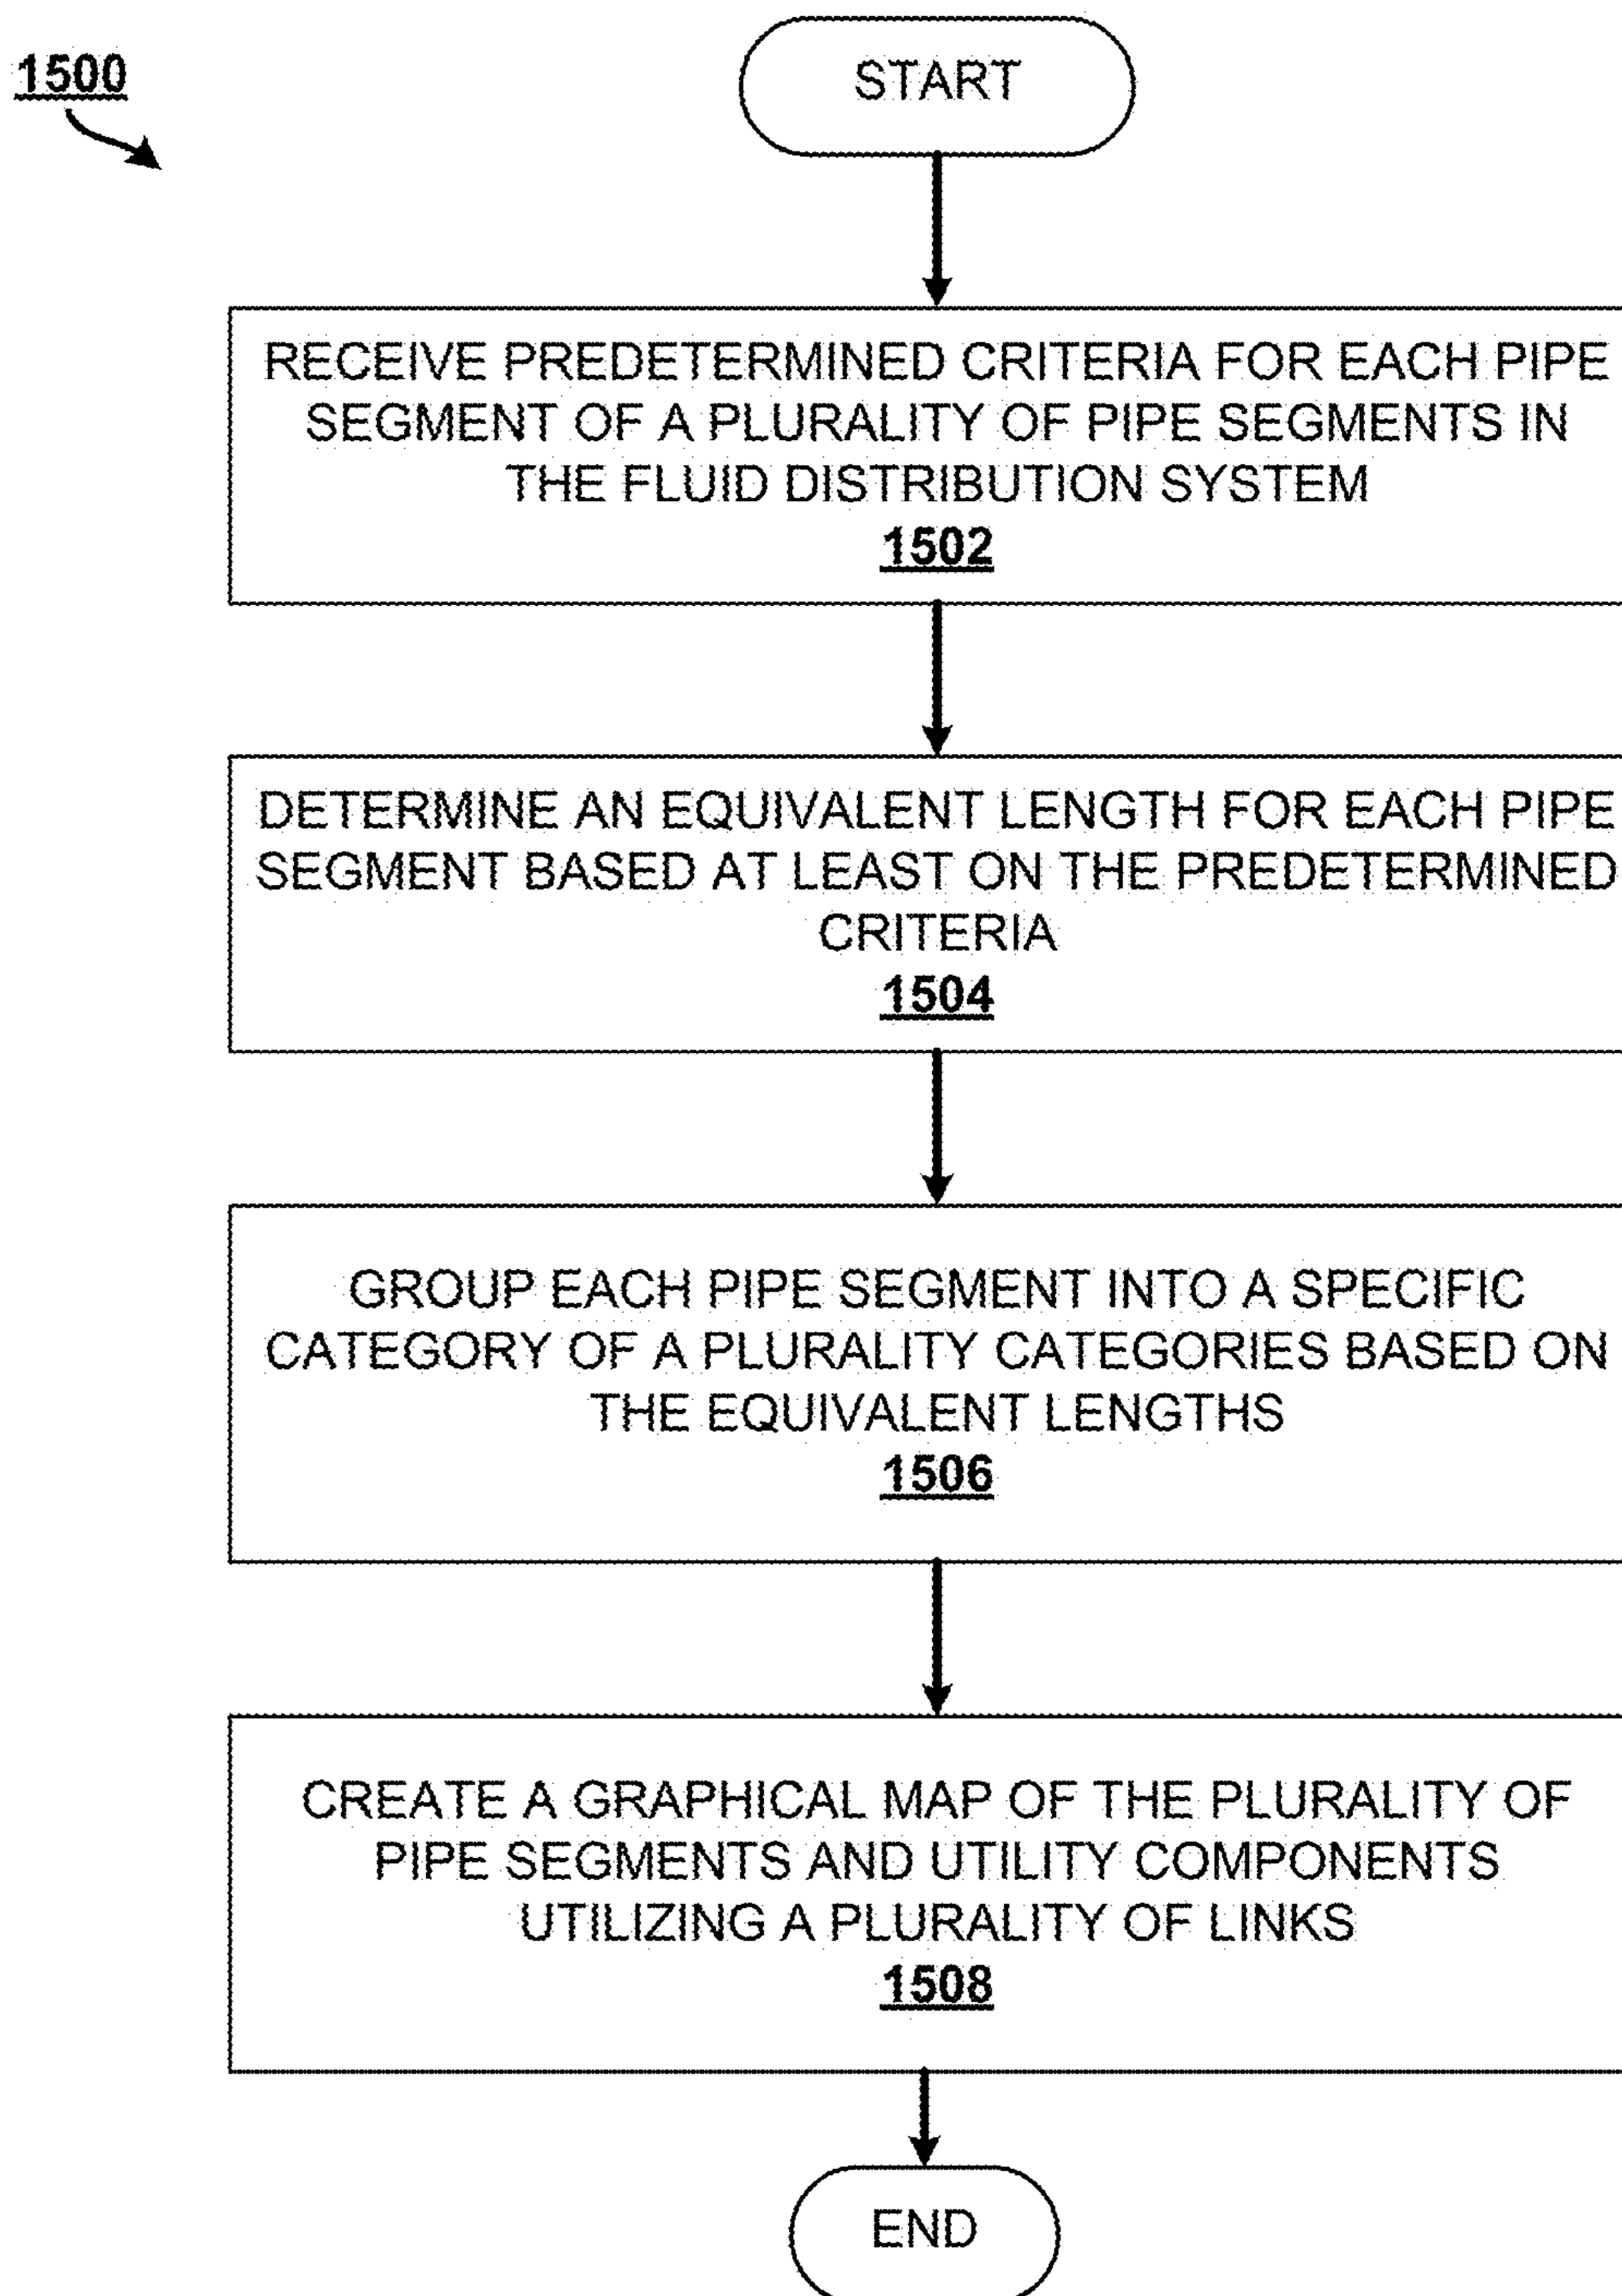 1500
START
RECEIVE PREDETERMINED CRITERIA FOR EACH PIPE
SEGMENT OF A PLURALITY OF PIPE SEGMENTS IN
THE FLUID DISTRIBUTION SYSTEM
1502
DETERMINE AN EQUIVALENT LENGTH FOR EACH PIPE
SEGMENT BASED AT LEAST ON THE PREDETERMINED
CRITERIA
1504
GROUP EACH PIPE SEGMENT INTO A SPECIFIC
CATEGORY OF A PLURALITY CATEGORIES BASED ON
THE EQUIVALENT LENGTHS
1506
CREATE A GRAPHICAL MAP OF THE PLURALITY OF
PIPE SEGMENTS AND UTILITY COMPONENTS
UTILIZING A PLURALITY OF LINKS
1508
END